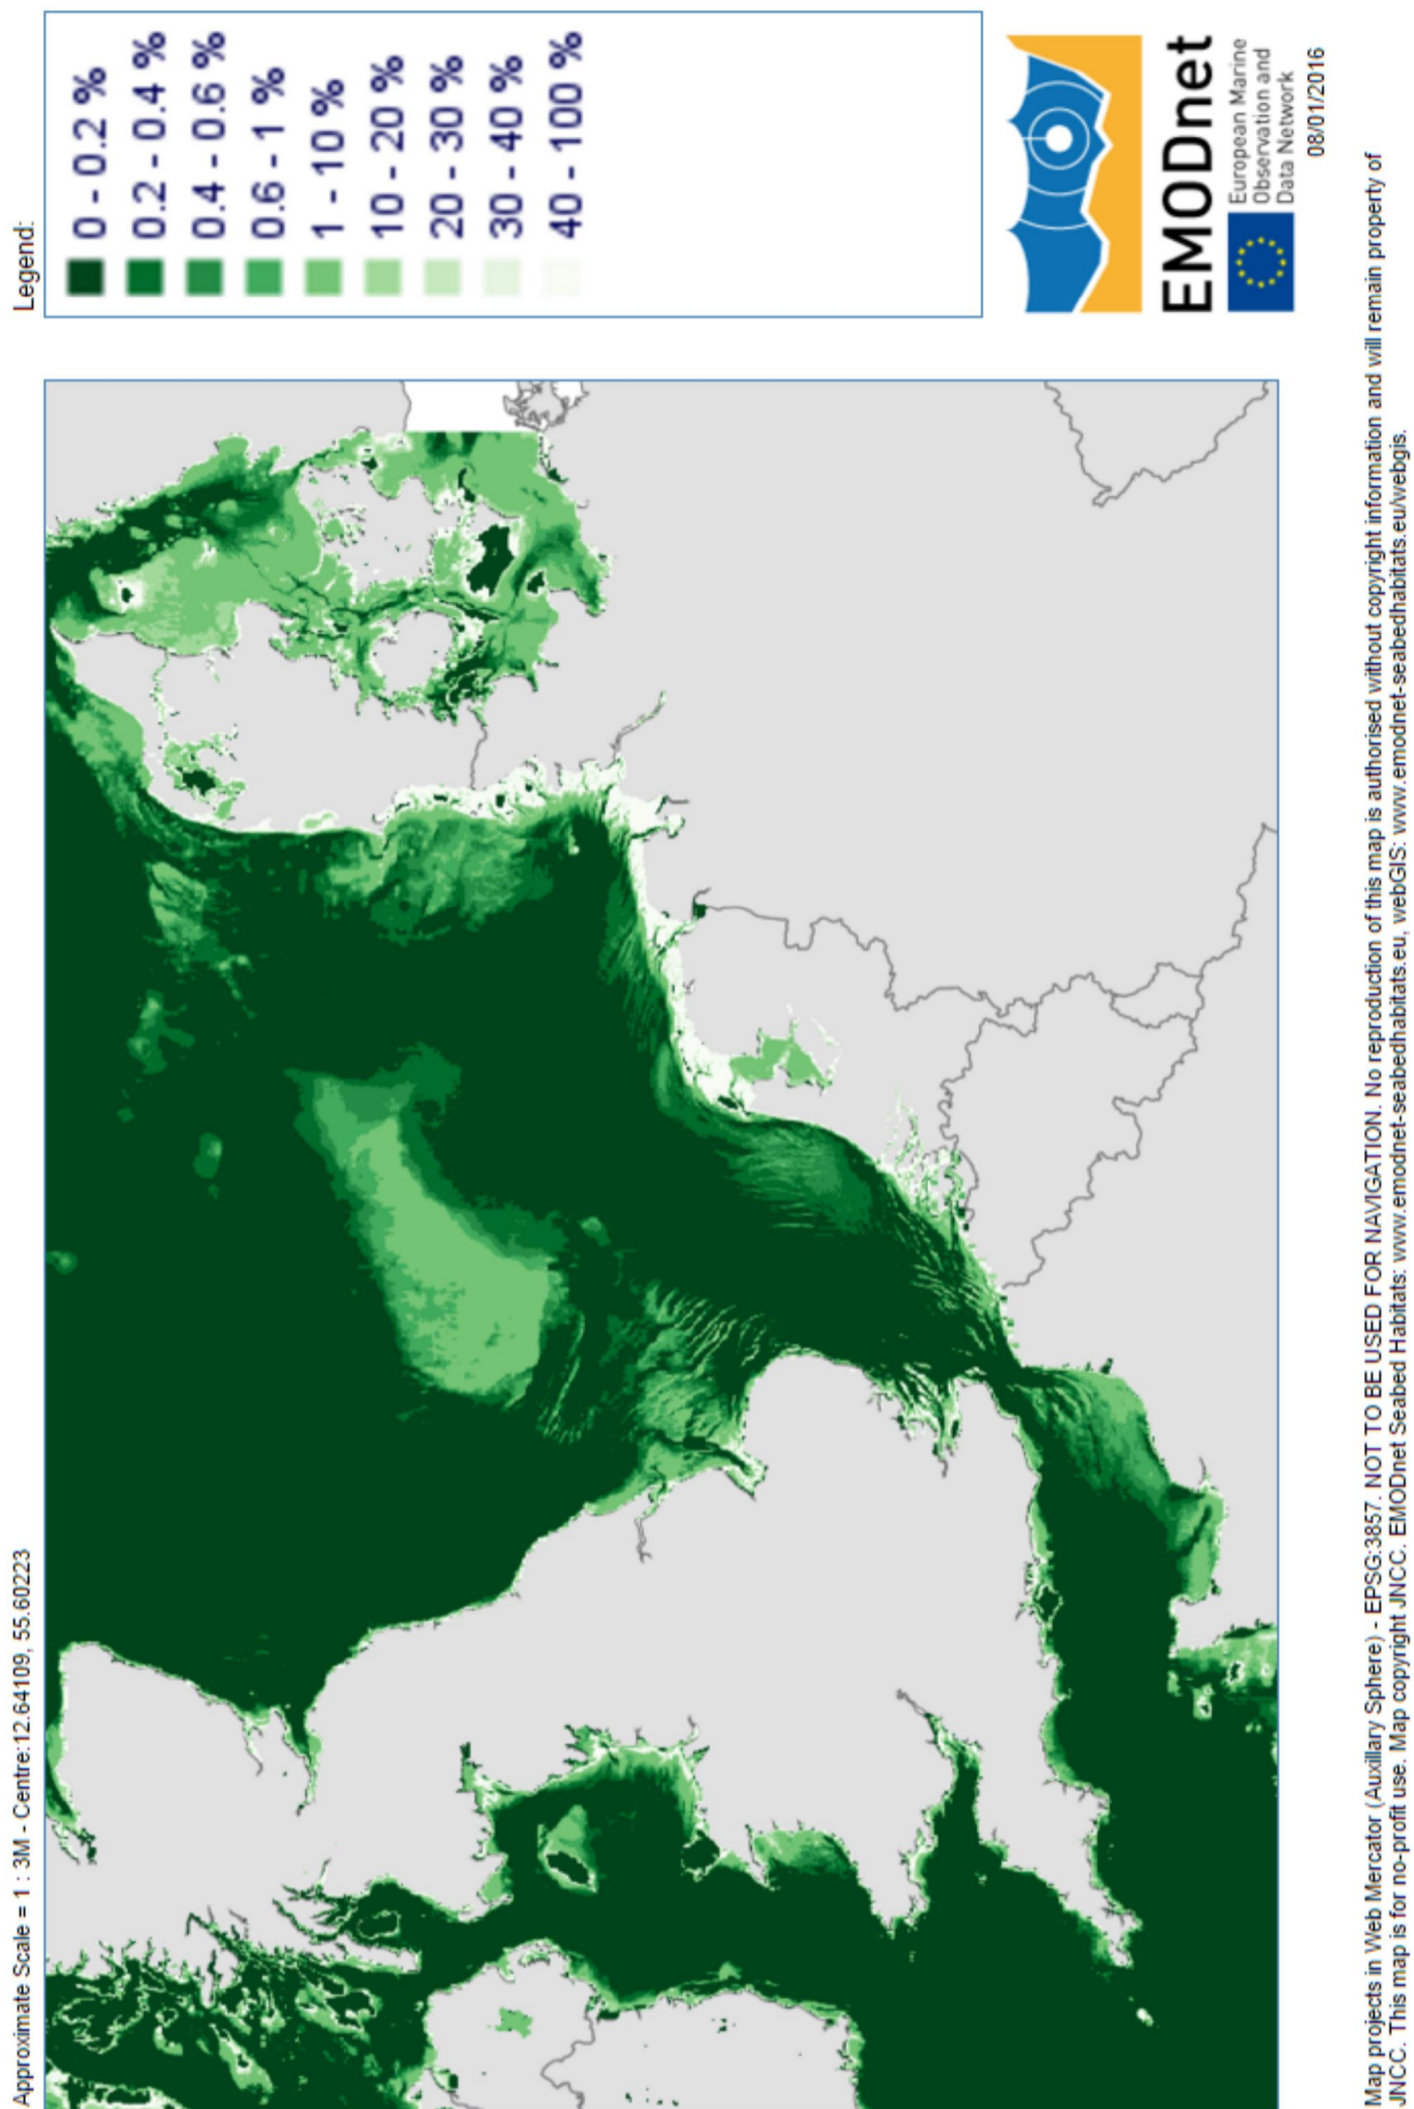 Approximate Scale = 1 : 3M - Centre:12.64109, 55.60223
Legend:
0 - 0.2 %
0.2 - 0.4 %
0.4 - 0.6 %
0.6 - 1 %
1 - 10 %
10 - 20 %
20 - 30 %
30 - 40 %
40 - 100 %
EMODnet
European Marine
Observation and
Data Network
08/01/2016
Map projects in Web Mercator (Auxillary Sphere) - EPSG:3857. NOT TO BE USED FOR NAVIGATION. No reproduction of this map is authorised without copyright information and will remain property of
JNCC. This map is for no-profit use. Map copyright JNCC. EMODnet Seabed Habitats: www.emodnet-seabedhabitats.eu, webGIS: www.emodnet-seabedhabitats.eu/webgis.